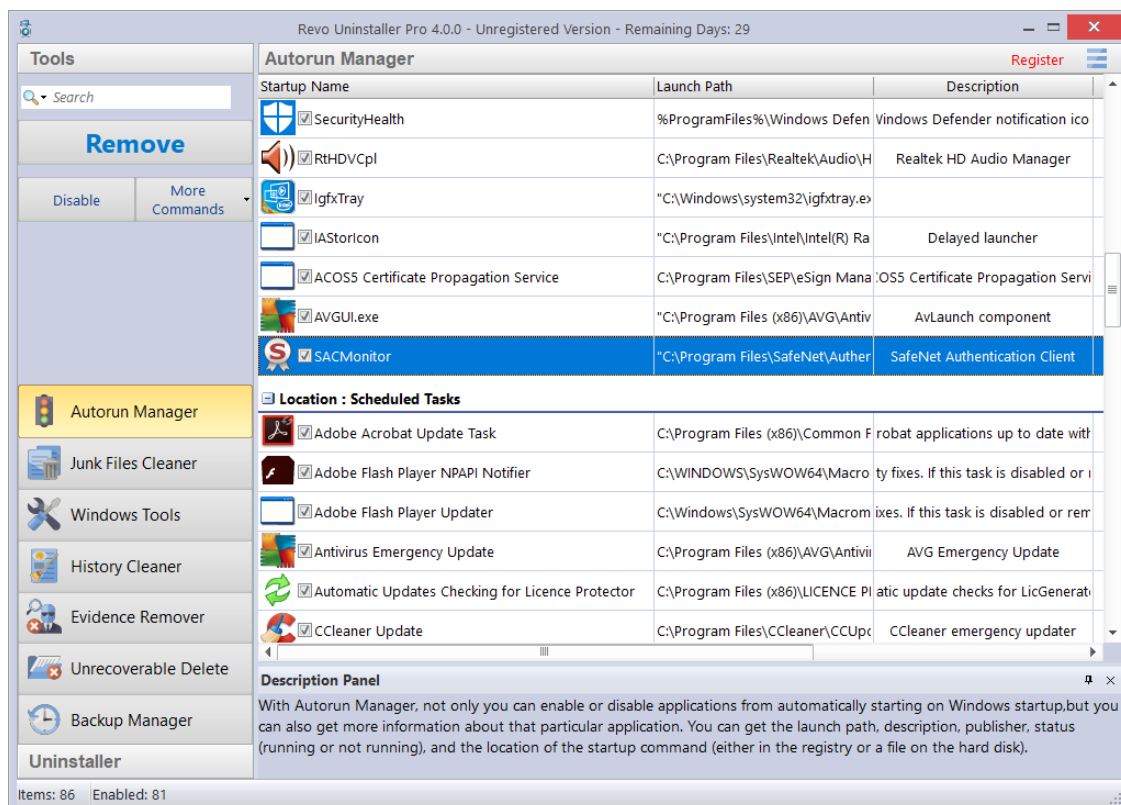 Revo Uninstaller Pro 4.0.0 - Unregistered Version - Remaining Days: 29
Tools
Search
Remove
Disable
More
Commands
Autorun Manager
Junk Files Cleaner
Windows Tools
History Cleaner
Evidence Remover
Unrecoverable Delete
Backup Manager
Uninstaller
Autorun Manager Register
Startup Name Launch Path Description
SecurityHealth %ProgramFiles%\Windows Defen Vindows Defender notification ico
RtHDVCpl C:\Program Files\Realtek\Audio\H Realtek HD Audio Manager
IgfxTray "C:\Windows\system32\igfxtray.ex
IAStorIcon "C:\Program Files\Intel\Intel(R) Ra Delayed launcher
ACOS5 Certificate Propagation Service C:\Program Files\SEP\eSign Mana COS5 Certificate Propagation Servi
AVGUI.exe "C:\Program Files (x86)\AVG\Antiv AvLaunch component
SACMonitor "C:\Program Files\SafeNet\Auther SafeNet Authentication Client
Location : Scheduled Tasks
Adobe Acrobat Update Task C:\Program Files (x86)\Common F robat applications up to date with
Adobe Flash Player NPAPI Notifier C:\WINDOWS\SysWOW64\Macro ty fixes. If this task is disabled or r
Adobe Flash Player Updater C:\Windows\SysWOW64\Macrom ixes. If this task is disabled or rem
Antivirus Emergency Update C:\Program Files (x86)\AVG\Antivir AVG Emergency Update
Automatic Updates Checking for Licence Protector C:\Program Files (x86)\LICENCE Pl atic update checks for LicGenerat
CCleaner Update C:\Program Files\CCleaner\CCUpd CCleaner emergency updater
Description Panel
With Autorun Manager, not only you can enable or disable applications from automatically starting on Windows startup,but you
can also get more information about that particular application. You can get the launch path, description, publisher, status
(running or not running), and the location of the startup command (either in the registry or a file on the hard disk).
Items: 86 Enabled: 81